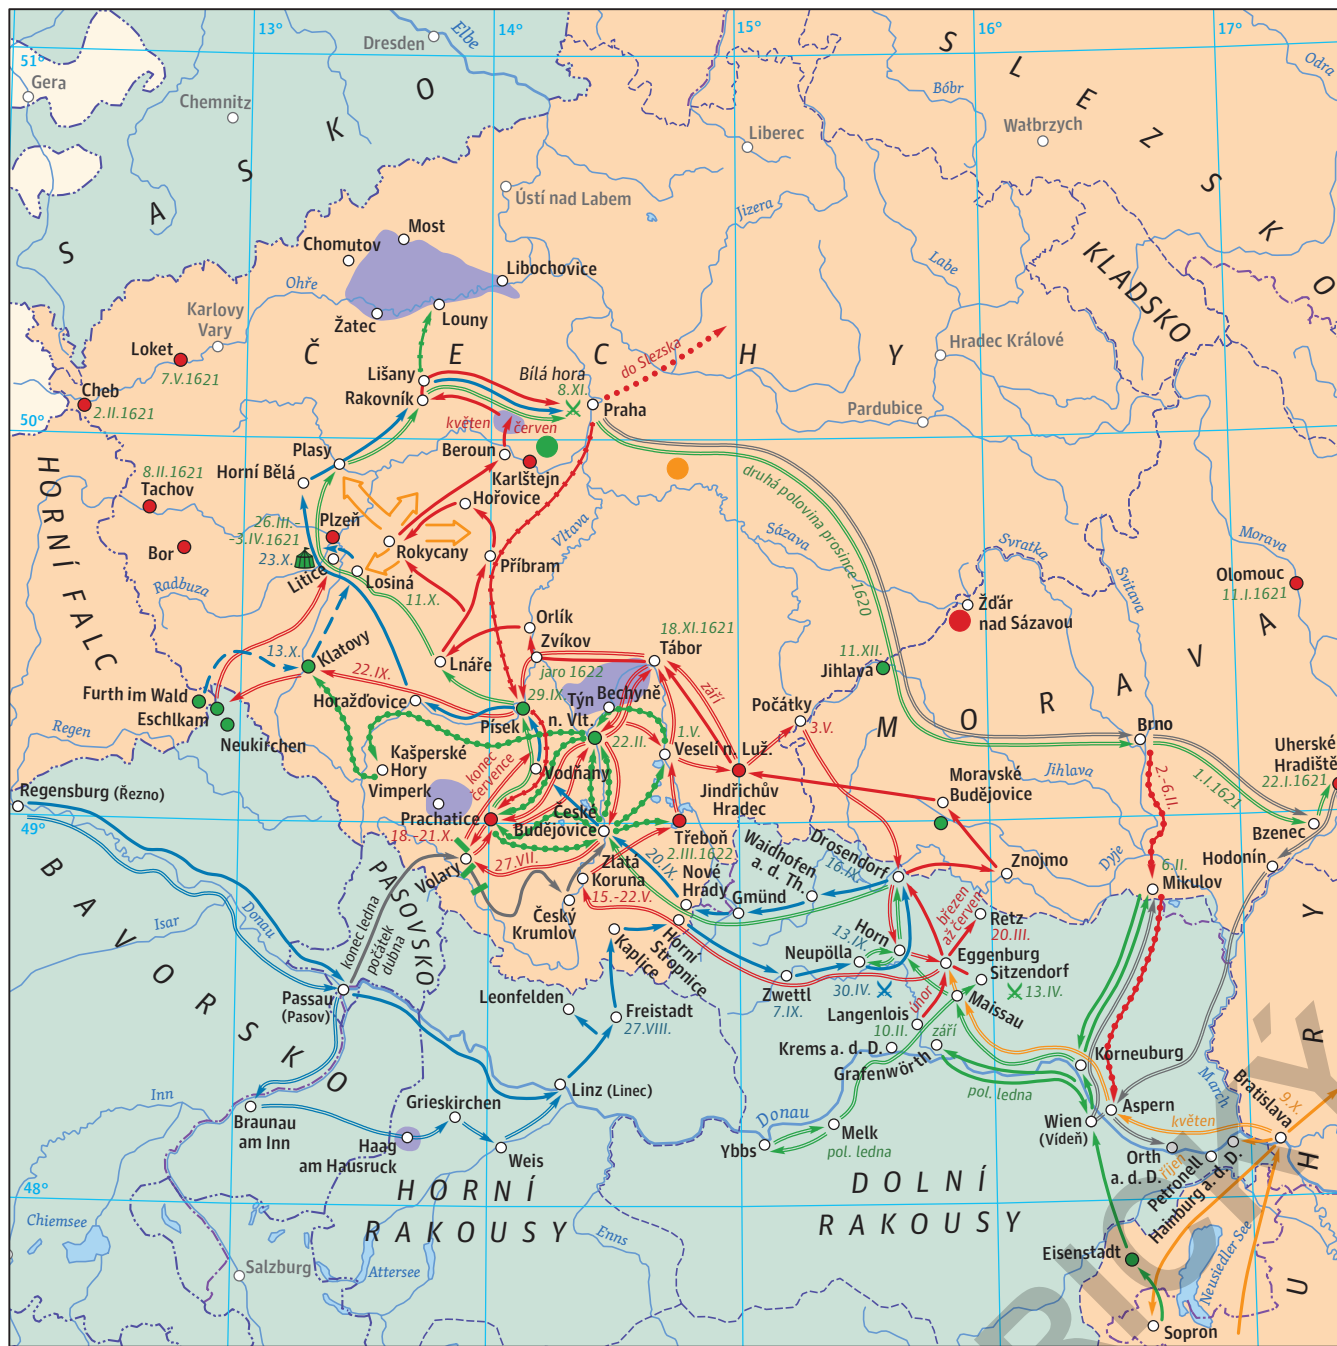 13°
14°
15°
16°
17°
51°
50°
49°
48°
Dresden
Elbe
Gera
Chemnitz
SASKO
SLEZSKO
Odra
Bóbr
Wałbrzych
Liberec
Ústí nad Labem
Jizera
Labe
KLADSKO
Most
Chomutov
Libochovice
Ohře
Žatec
Louny
Karlovy
Vary
Loket
7.V.1621
Cheb
2.II.1621
ČECHY
Hradec Králové
Pardubice
do Slezska
Lišany
Rakovník
Bílá hora
8.XI.
Praha
květen
červen
Beroun
Karlštejn
Plasy
Horní Bělá
8.II.1621
Tachov
Hořovice
26.III.-
-3.IV.1621
Plzeň
23.X.
Bor
Rokycany
Litice
Losiná
Příbram
Vltava
Sázava
druhá polovina prosince 1620
Radbuza
11.X.
Svratka
Svitava
Morava
Olomouc
11.I.1621
Žďár
nad Sázavou
HORNÍ FALC
Orlík
Zvíkov
18.XI.1621
Tábor
Lnáře
13.X.
Klatovy
22.IX.
jaro 1622
29.IX.
Bechyně
září
11.XII.
Jihlava
MORAVA
Furth im Wald
Eschlkam
Neukirchen
Horažďovice
Písek
Týn
n. Vlt.
22.II.
1.V.
Veselí n. Luž.
Počátky
3.V.
Brno
Uherské
Hradiště
22.I.1621
1.I.1621
2.-6.II.
Regen
Regensburg (Řezno)
Kašperské
Hory
Vimperk
konec
července
Vodňany
Jindřichův
Hradec
Moravské
Budějovice
Jihlava
Prachatice
18.-21.X.
České
Budějovice
Třeboň
2.III.1622
Bzenec
Hodonín
Volary
27.VII.
Zlatá
Koruna
15.-22.V.
20.IX.
Nové
Hrady
Waidhofen
a. d. Th.
Drosendorf
16.IX.
Znojmo
Dyje
6.II.
Mikulov
BAVORSKO
PASOVSKO
Isar
Donau
konec ledna
počátek
dubna
Český
Krumlov
Gmünd
Kaplice
Horní
Stropnice
březen
až červen
Retz
20.III.
Horn
13.IX.
Neupölla
Eggenburg
Sitzendorf
13.IV.
30.IV.
Zwettl
7.IX.
Passau
(Pasov)
Leonfelden
Freistadt
27.VIII.
Langenlois
únor
Maissau
10.II.
září
Krems a. d. D.
Grafenwörth
Korneuburg
Inn
Linz (Linec)
Donau
pol. ledna
March
Bratislava
9.X.
Braunau
am Inn
Grieskirchen
Haag
am Hausruck
Weis
Ybbs
Melk
pol. ledna
Aspern
Wien
(Vídeň)
květen
Orth
a. d. D.
říjen
Petronell
Hainburg a. d. D.
HORNÍ
RAKOUSY
DOLNÍ
RAKOUSY
UHRY
Chiemsee
Attersee
Salzburg
Enns
Eisenstadt
Neusiedler See
Sopron